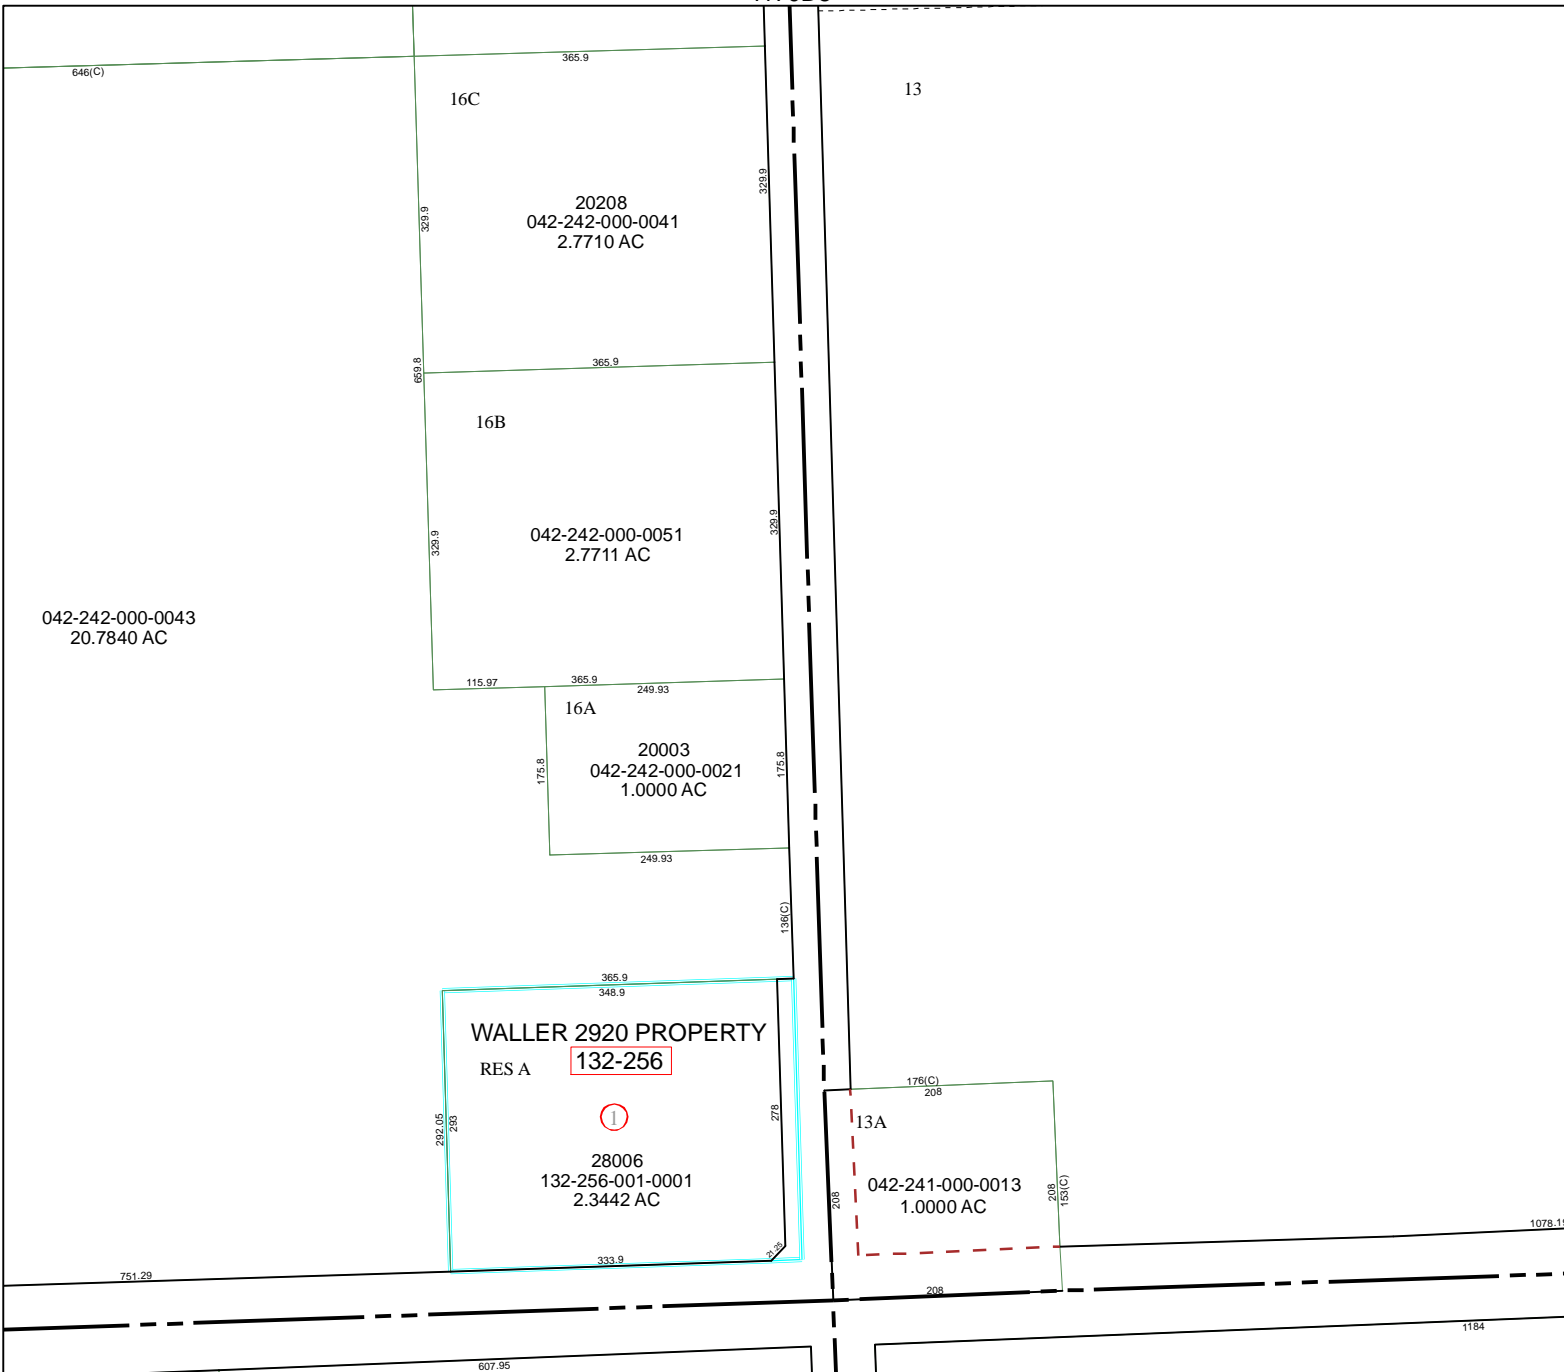 646(C)
365.9
16C
13
20208
042-242-000-0041
2.7710 AC
329.9
329.9
659.8
365.9
16B
329.9
329.9
042-242-000-0051
2.7711 AC
042-242-000-0043
20.7840 AC
115.97
365.9
249.93
16A
175.8
175.8
20003
042-242-000-0021
1.0000 AC
249.93
136(C)
365.9
348.9
WALLER 2920 PROPERTY
132-256
RES A
1
292.05
293
278
28006
132-256-001-0001
2.3442 AC
21.25
333.9
176(C)
208
13A
042-241-000-0013
1.0000 AC
208
208
153(C)
208
751.29
1078.19
1184
607.95